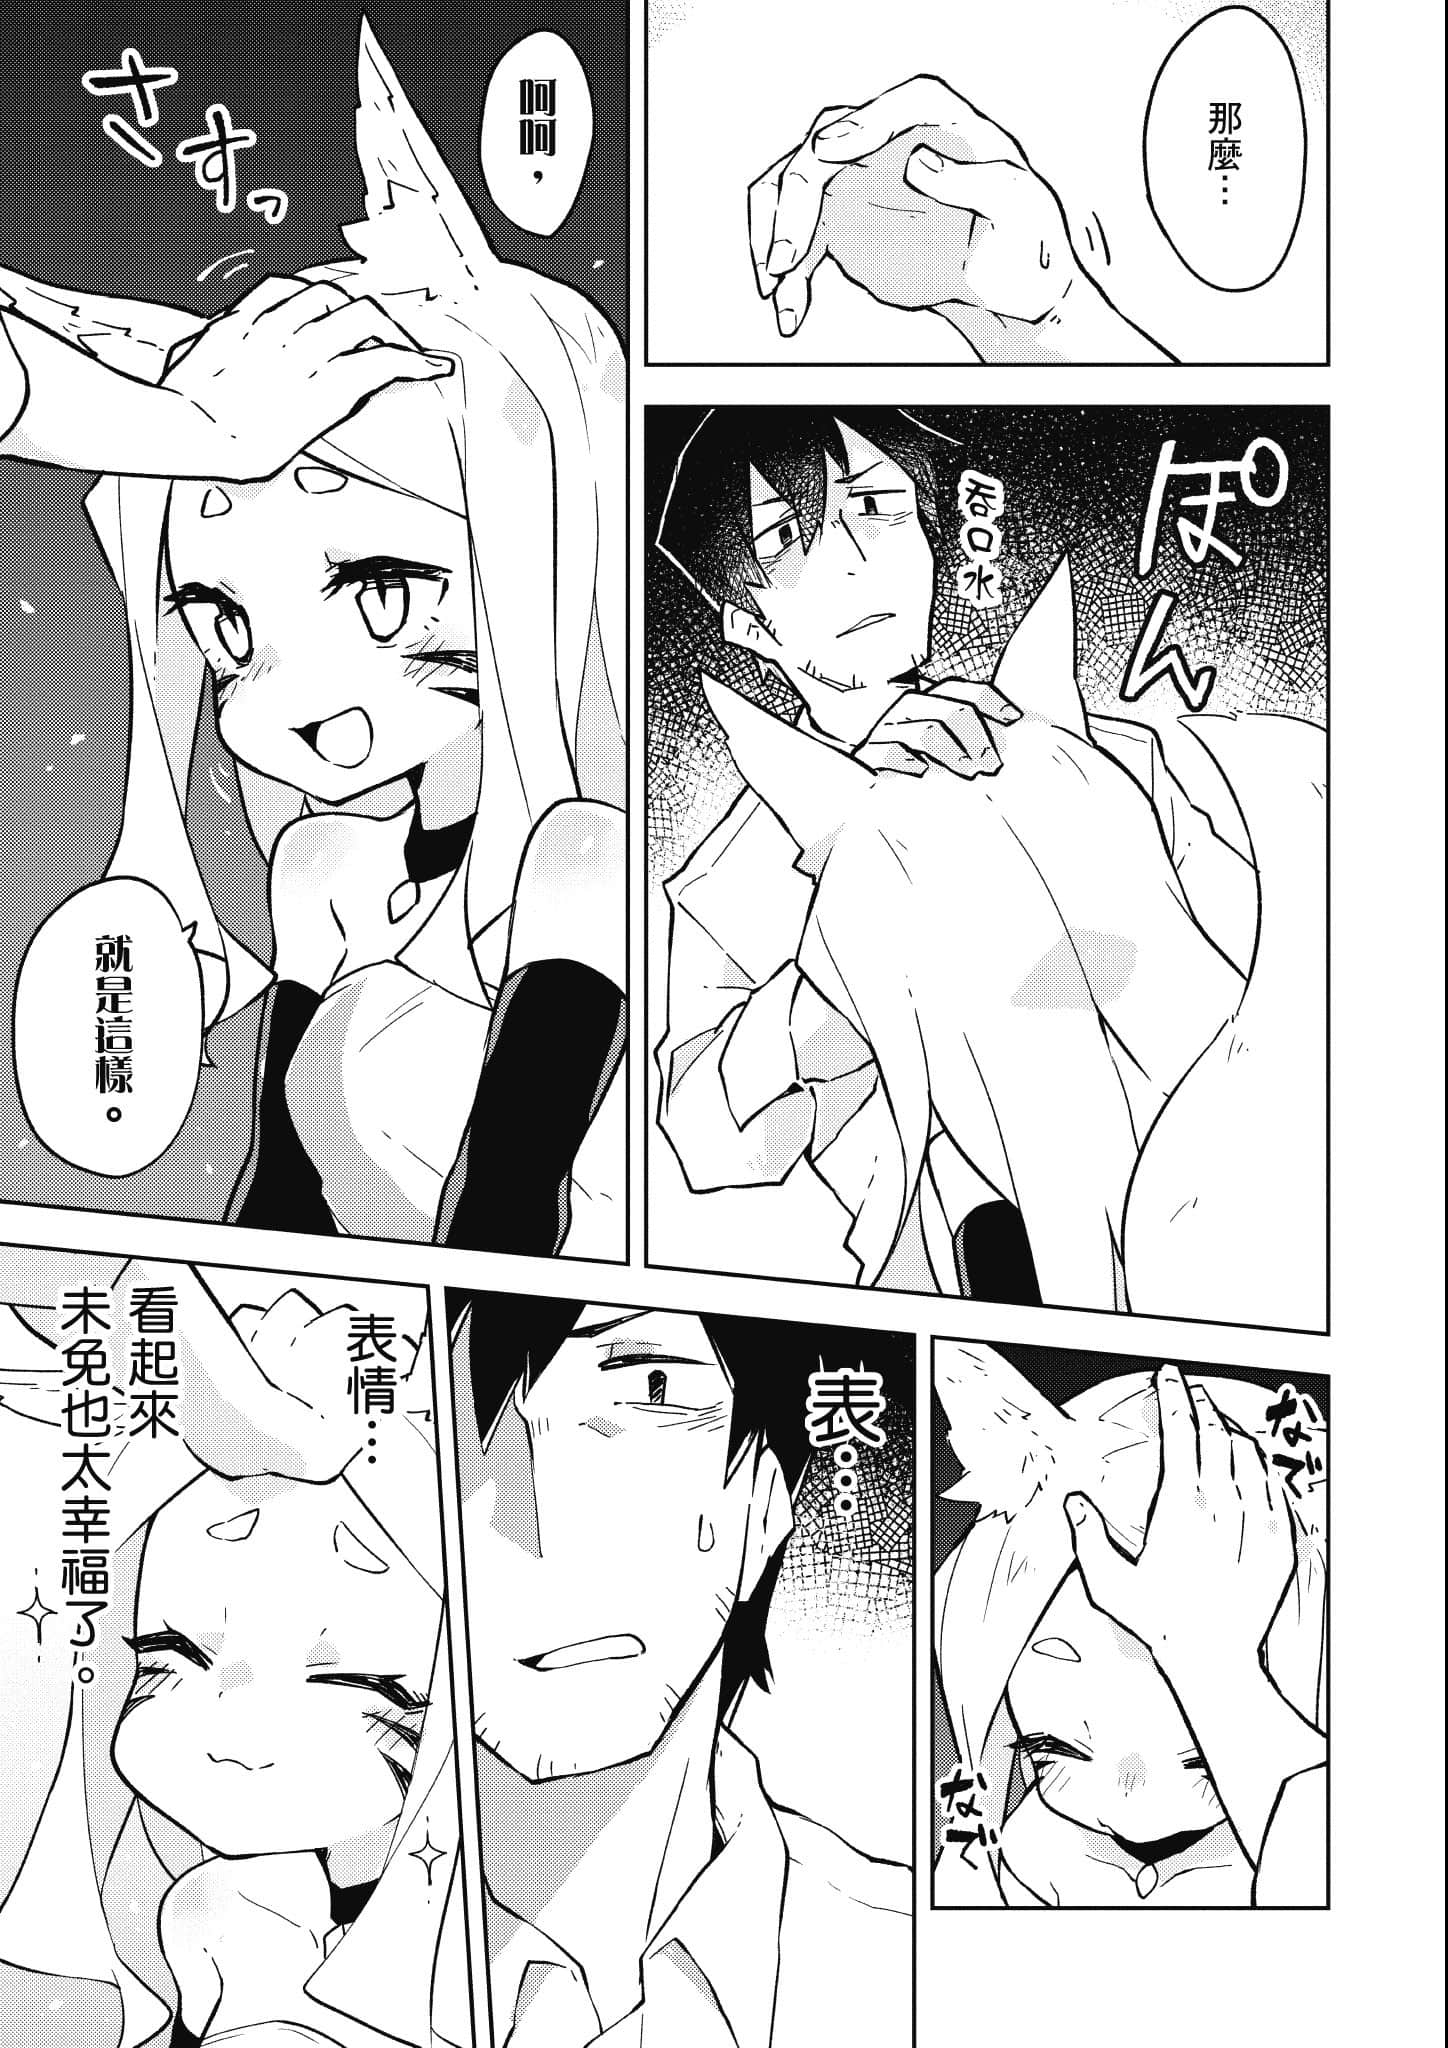 那麼…
ぽん
吞口水
呵呵，
さすっ
就是這樣。
なで
なで
表……
表情…
看起來
未免也太幸福了。